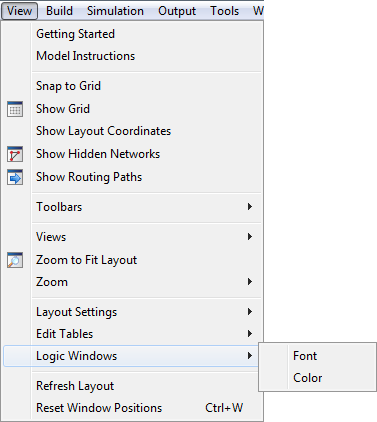 View Build Simulation Output Tools W
Getting Started
Model Instructions
Snap to Grid
Show Grid
Show Layout Coordinates
Show Hidden Networks
Show Routing Paths
Toolbars
Views
Zoom to Fit Layout
Zoom
Layout Settings
Edit Tables
Logic Windows
Font
Color
Refresh Layout
Reset Window Positions Ctrl+W